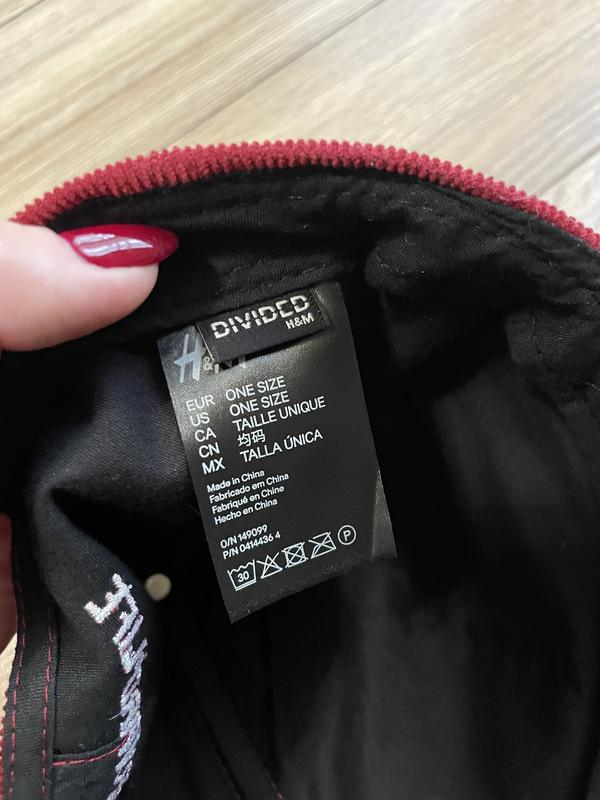 DIVIDED
H&M
H&M
EUR ONE SIZE
US ONE SIZE
CA TAILLE UNIQUE
CN 均码
MX TALLA ÚNICA
Made in China
Fabricado em China
Fabriqué en Chine
Hecho en China
O/N 149099
P/N 0414436 4
30
P